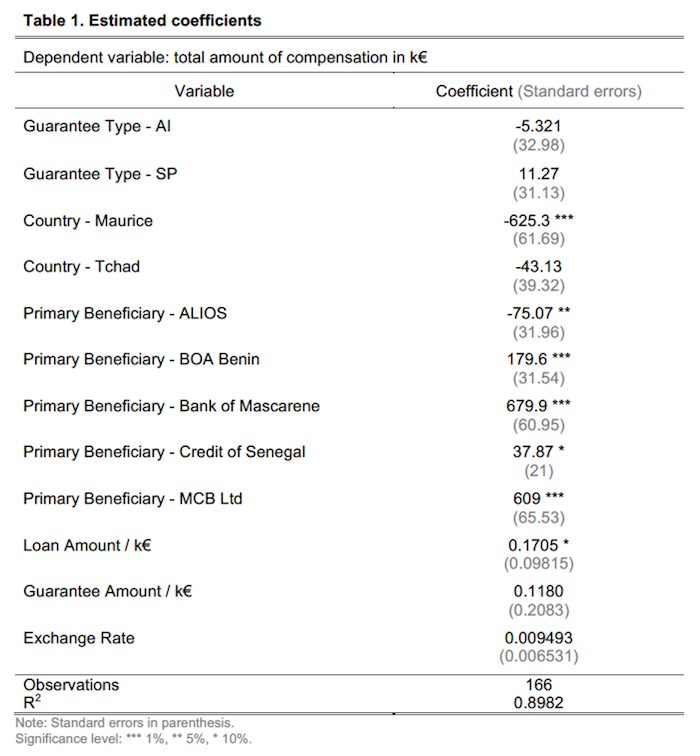 Table 1. Estimated coefficients
Dependent variable: total amount of compensation in k€
Variable Coefficient (Standard errors)
Guarantee Type - AI -5.321
(32.98)
Guarantee Type - SP 11.27
(31.13)
Country - Maurice -625.3 ***
(61.69)
Country - Tchad -43.13
(39.32)
Primary Beneficiary - ALIOS -75.07 **
(31.96)
Primary Beneficiary - BOA Benin 179.6 ***
(31.54)
Primary Beneficiary - Bank of Mascarene 679.9 ***
(60.95)
Primary Beneficiary - Credit of Senegal 37.87 *
(21)
Primary Beneficiary - MCB Ltd 609 ***
(65.53)
Loan Amount / k€ 0.1705 *
(0.09815)
Guarantee Amount / k€ 0.1180
(0.2083)
Exchange Rate 0.009493
(0.006531)
Observations 166
R² 0.8982
Note: Standard errors in parenthesis.
Significance level: *** 1%, ** 5%, * 10%.